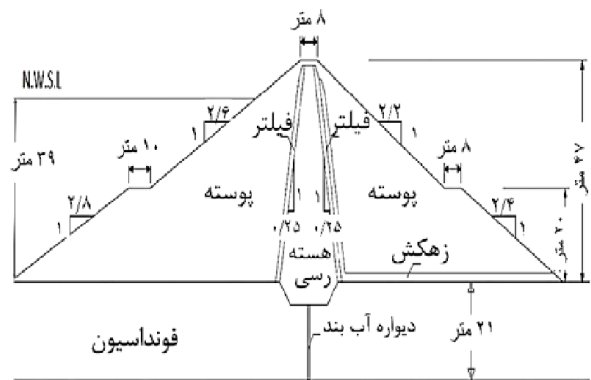 ۸ متر
N.W.S.L
۲/۶
۱
۲/۲
۱
فیلتر
فیلتر
۱۰ متر
۸ متر
۳۹ متر
۴۷ متر
پوسته
پوسته
۲/۸
۱
۲/۴
۱
۱
۱
۰/۲۵
۰/۲۵
۲۰ متر
هسته
رسی
زهکش
فونداسیون
دیواره آب بند
۲۱ متر